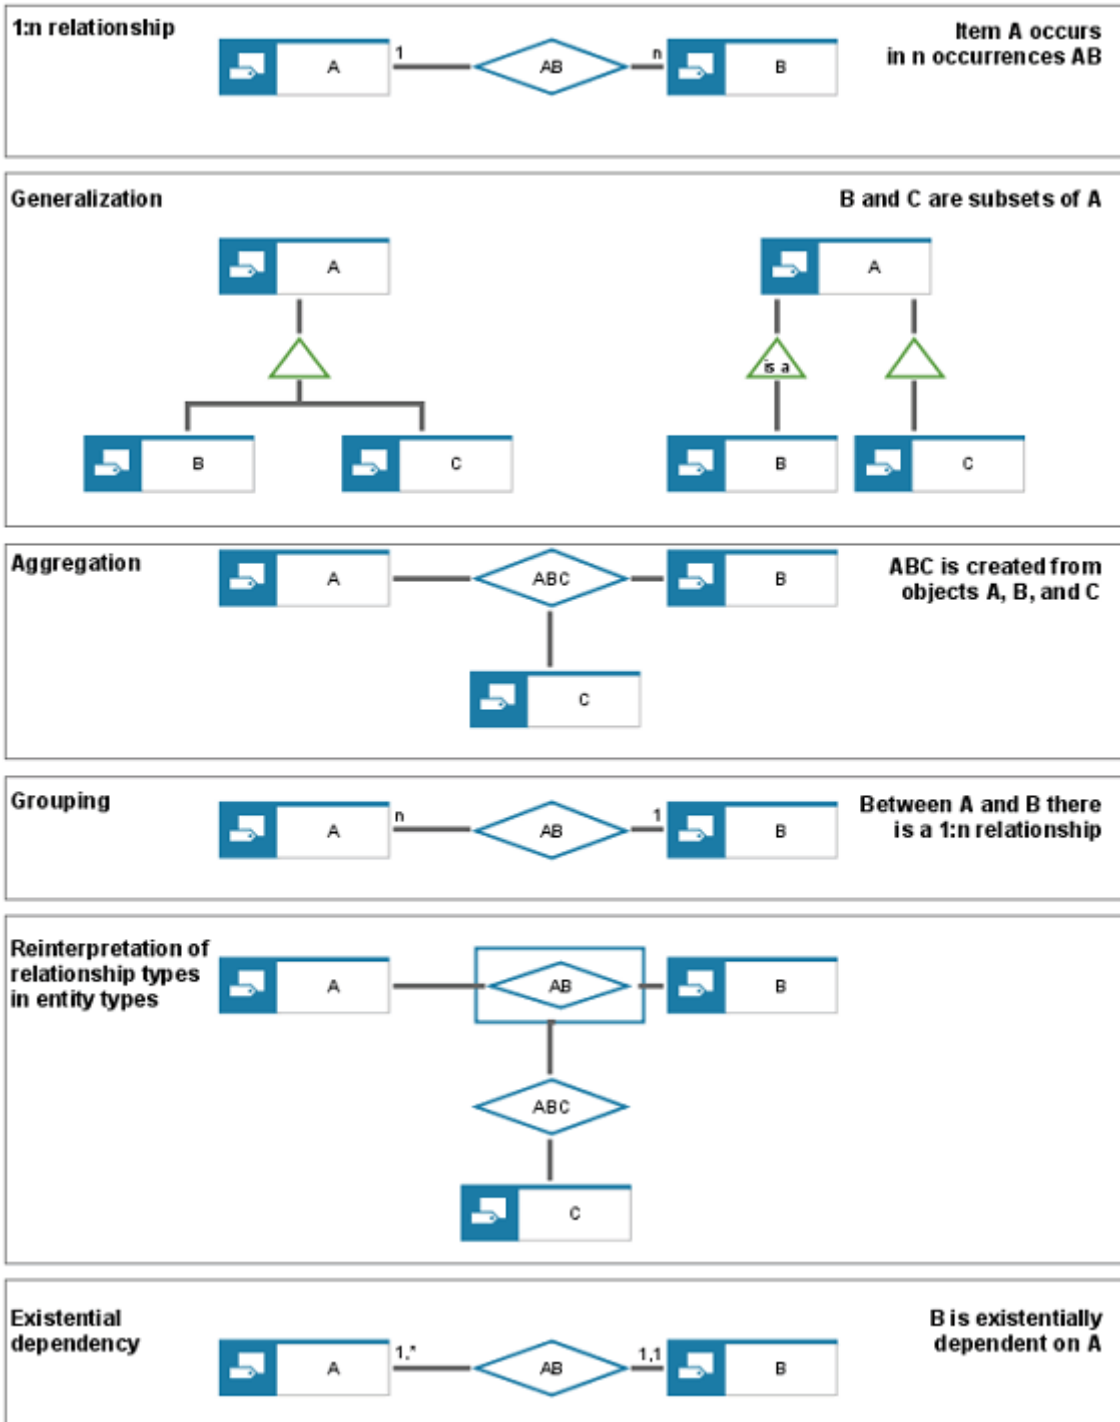 1:n relationship
Item A occurs
in n occurrences AB
A
1
AB
n
B
Generalization
B and C are subsets of A
A
A
is a
B
C
B
C
Aggregation
ABC is created from
objects A, B, and C
A
ABC
B
C
Grouping
Between A and B there
is a 1:n relationship
A
n
AB
1
B
Reinterpretation of
relationship types
in entity types
A
AB
B
ABC
C
Existential
dependency
B is existentially
dependent on A
A
1,*
AB
1,1
B